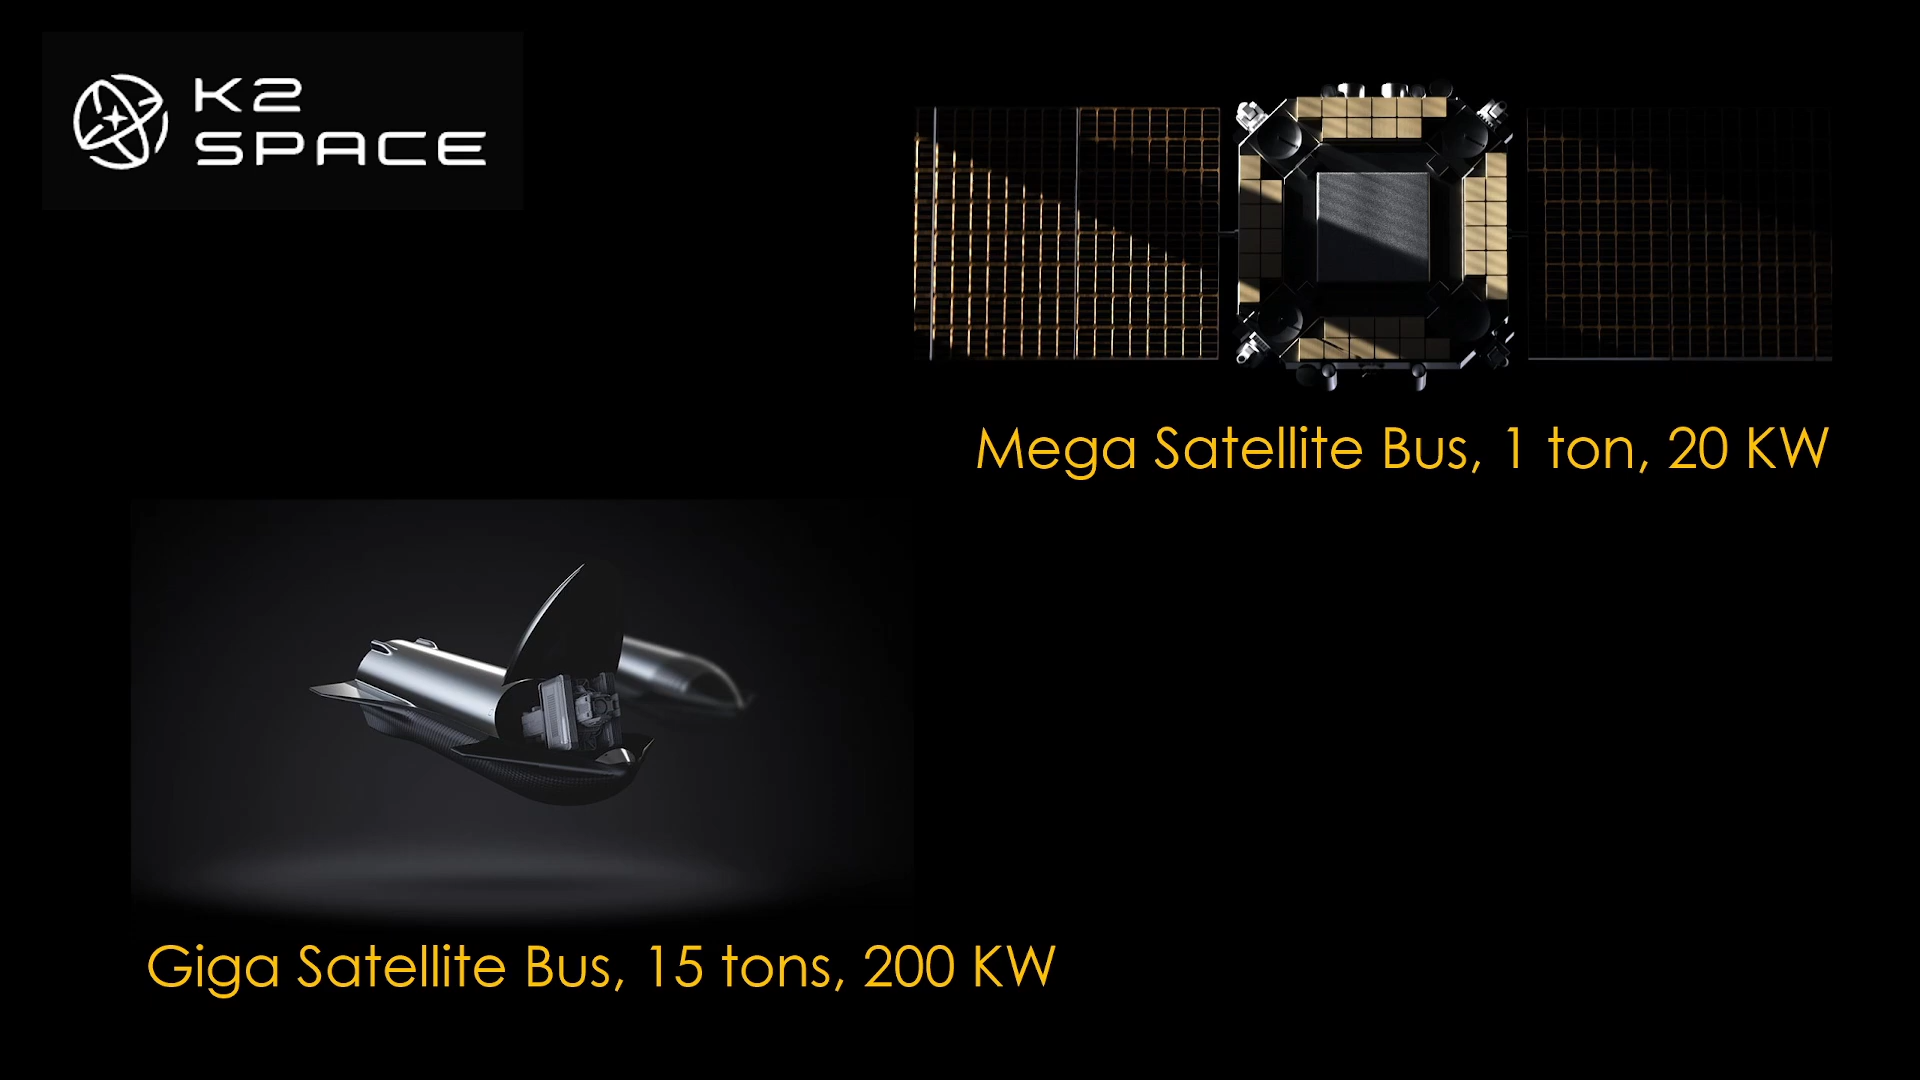 K2
SPACE
Mega Satellite Bus, 1 ton, 20 KW
Giga Satellite Bus, 15 tons, 200 KW